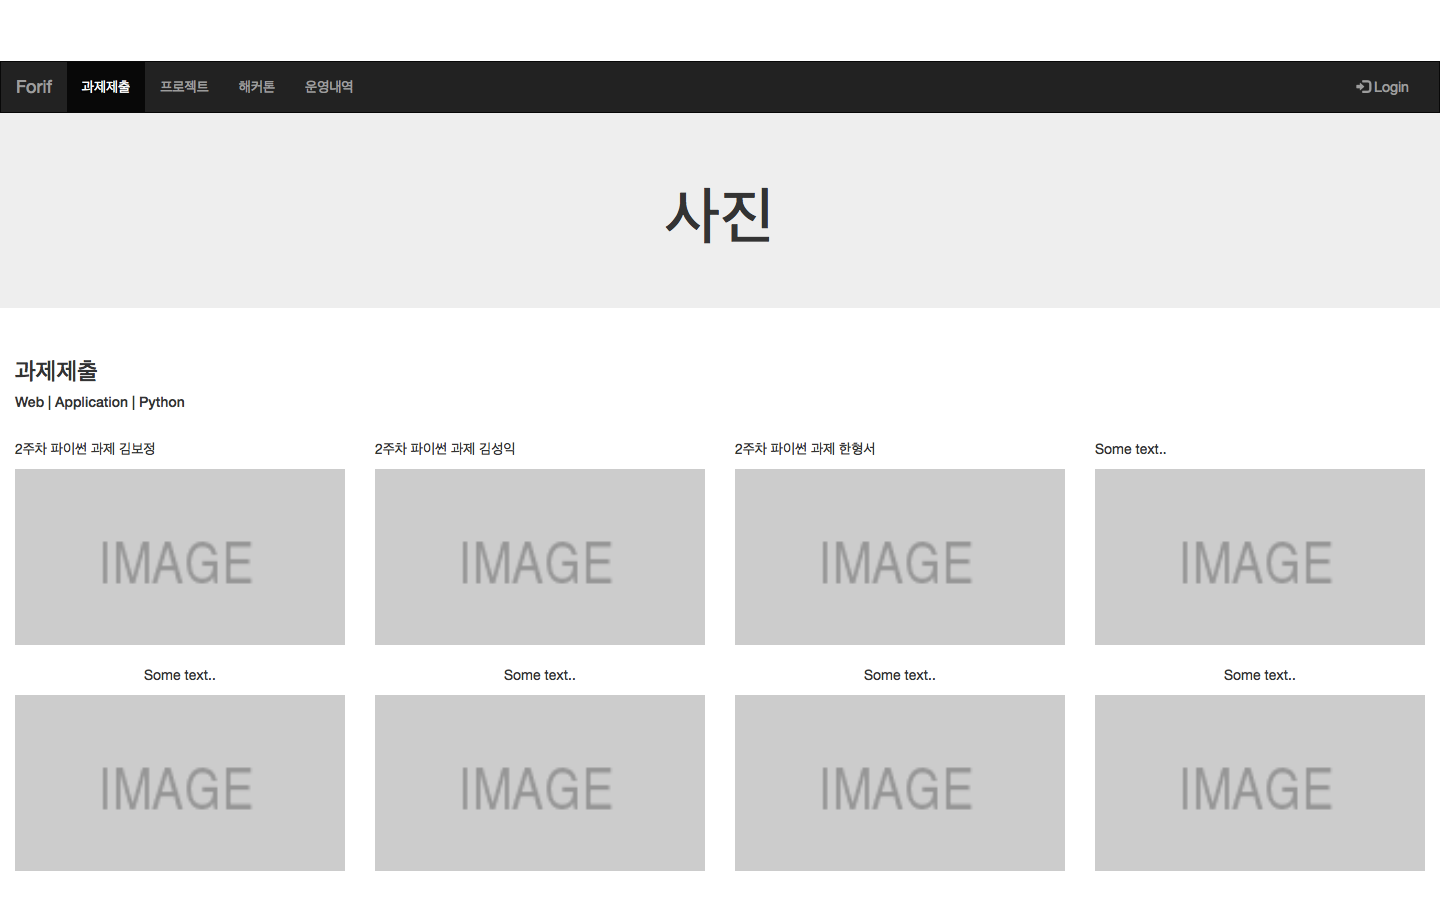 Forif 과제제출 프로젝트 해커톤 운영내역 Login
사진
과제제출
Web | Application | Python
2주차 파이썬 과제 김보정 2주차 파이썬 과제 김성익 2주차 파이썬 과제 한형서 Some text..
IMAGE IMAGE IMAGE IMAGE
Some text.. Some text.. Some text.. Some text..
IMAGE IMAGE IMAGE IMAGE